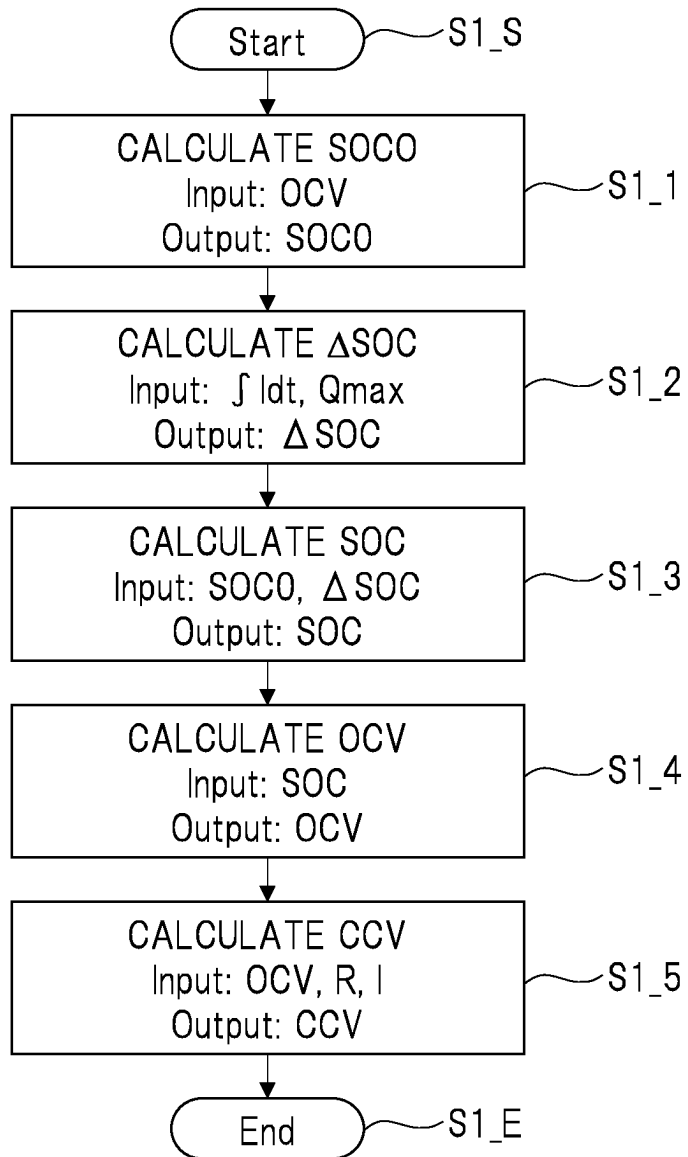 Start
S1_S
CALCULATE SOC0
Input: OCV
Output: SOC0
S1_1
CALCULATE ΔSOC
Input: ∫ Idt, Qmax
Output: ΔSOC
S1_2
CALCULATE SOC
Input: SOC0, ΔSOC
Output: SOC
S1_3
CALCULATE OCV
Input: SOC
Output: OCV
S1_4
CALCULATE CCV
Input: OCV, R, I
Output: CCV
S1_5
End
S1_E